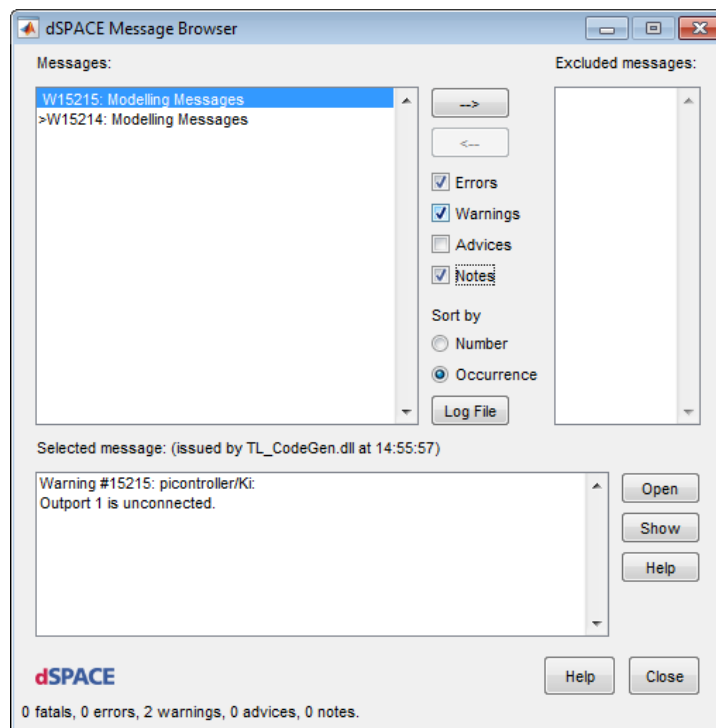 dSPACE Message Browser
Messages:
Excluded messages:
W15215: Modelling Messages
>W15214: Modelling Messages
-->
<--
Errors
Warnings
Advices
Notes
Sort by
Number
Occurrence
Log File
Selected message: (issued by TL_CodeGen.dll at 14:55:57)
Warning #15215: picontroller/Ki:
Outport 1 is unconnected.
Open
Show
Help
dSPACE
Help
Close
0 fatals, 0 errors, 2 warnings, 0 advices, 0 notes.